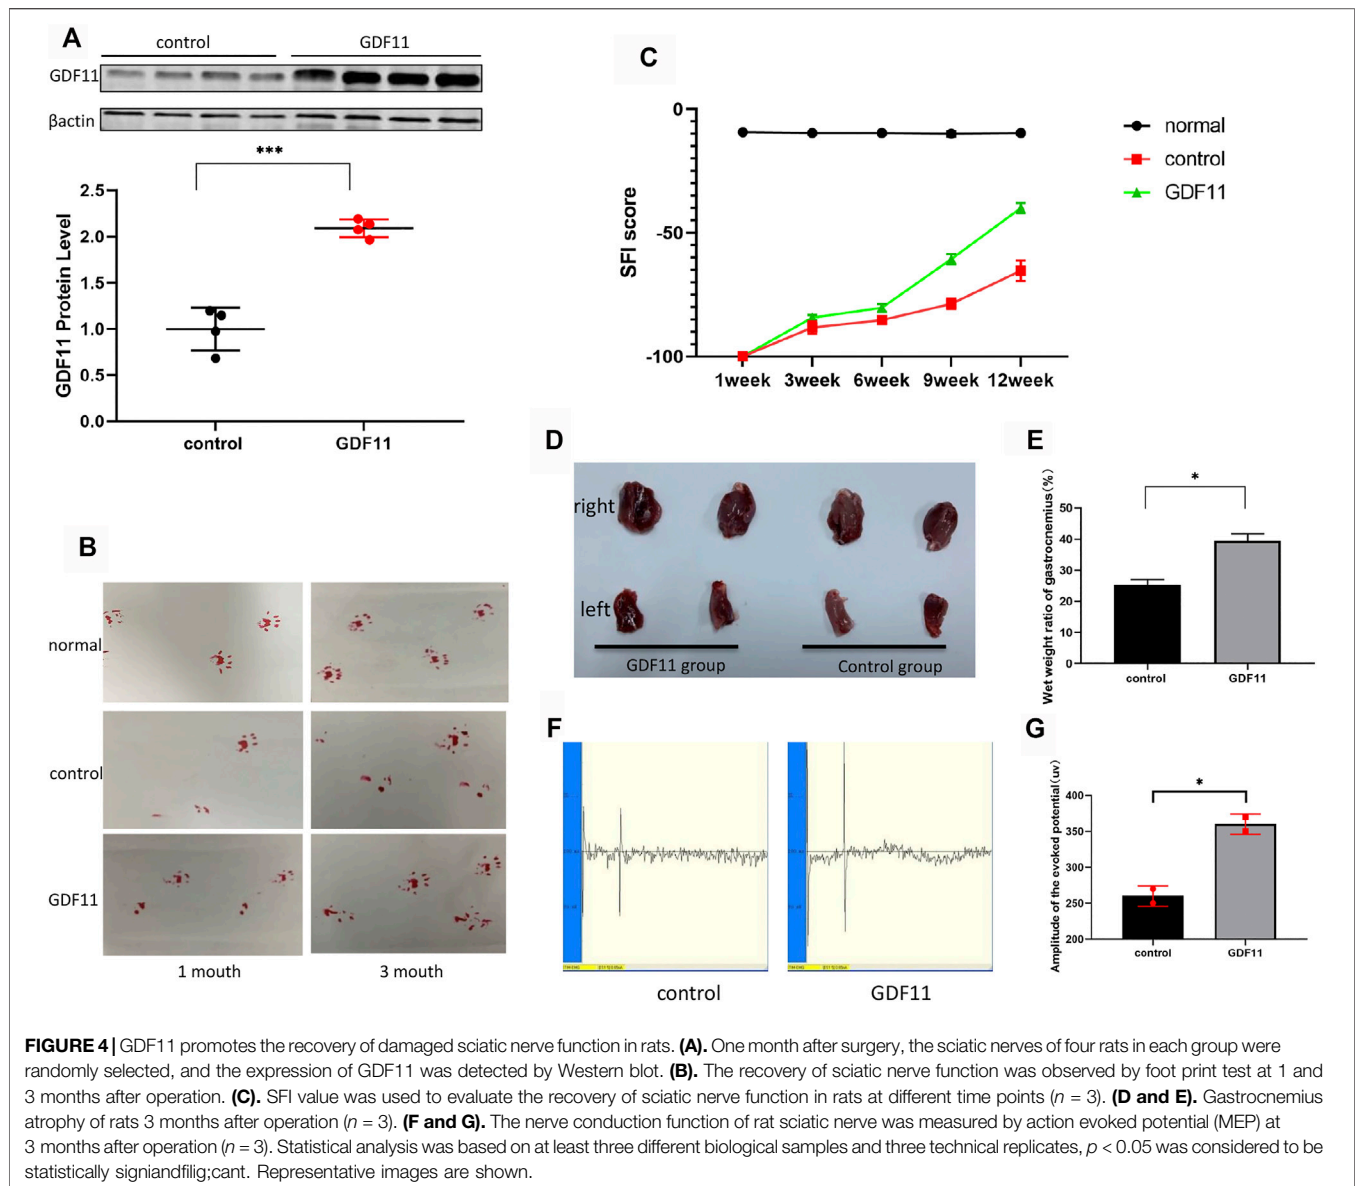 A
control
GDF11
GDF11
βactin
***
GDF11 Protein Level
2.5
2.0
1.5
1.0
0.5
0.0
control
GDF11
C
SFI score
0
-50
-100
1week
3week
6week
9week
12week
normal
control
GDF11
B
normal
control
GDF11
1 mouth
3 mouth
D
right
left
GDF11 group
Control group
E
*
Wet weight ratio of gastrocnemius(%)
50
40
30
20
10
0
control
GDF11
F
control
GDF11
G
*
Amplitude of the evoked potential(uv)
400
350
300
250
200
control
GDF11
FIGURE 4 | GDF11 promotes the recovery of damaged sciatic nerve function in rats. (A). One month after surgery, the sciatic nerves of four rats in each group were
randomly selected, and the expression of GDF11 was detected by Western blot. (B). The recovery of sciatic nerve function was observed by foot print test at 1 and
3 months after operation. (C). SFI value was used to evaluate the recovery of sciatic nerve function in rats at different time points (n = 3). (D and E). Gastrocnemius
atrophy of rats 3 months after operation (n = 3). (F and G). The nerve conduction function of rat sciatic nerve was measured by action evoked potential (MEP) at
3 months after operation (n = 3). Statistical analysis was based on at least three different biological samples and three technical replicates, p < 0.05 was considered to be
statistically signiandfilig;cant. Representative images are shown.